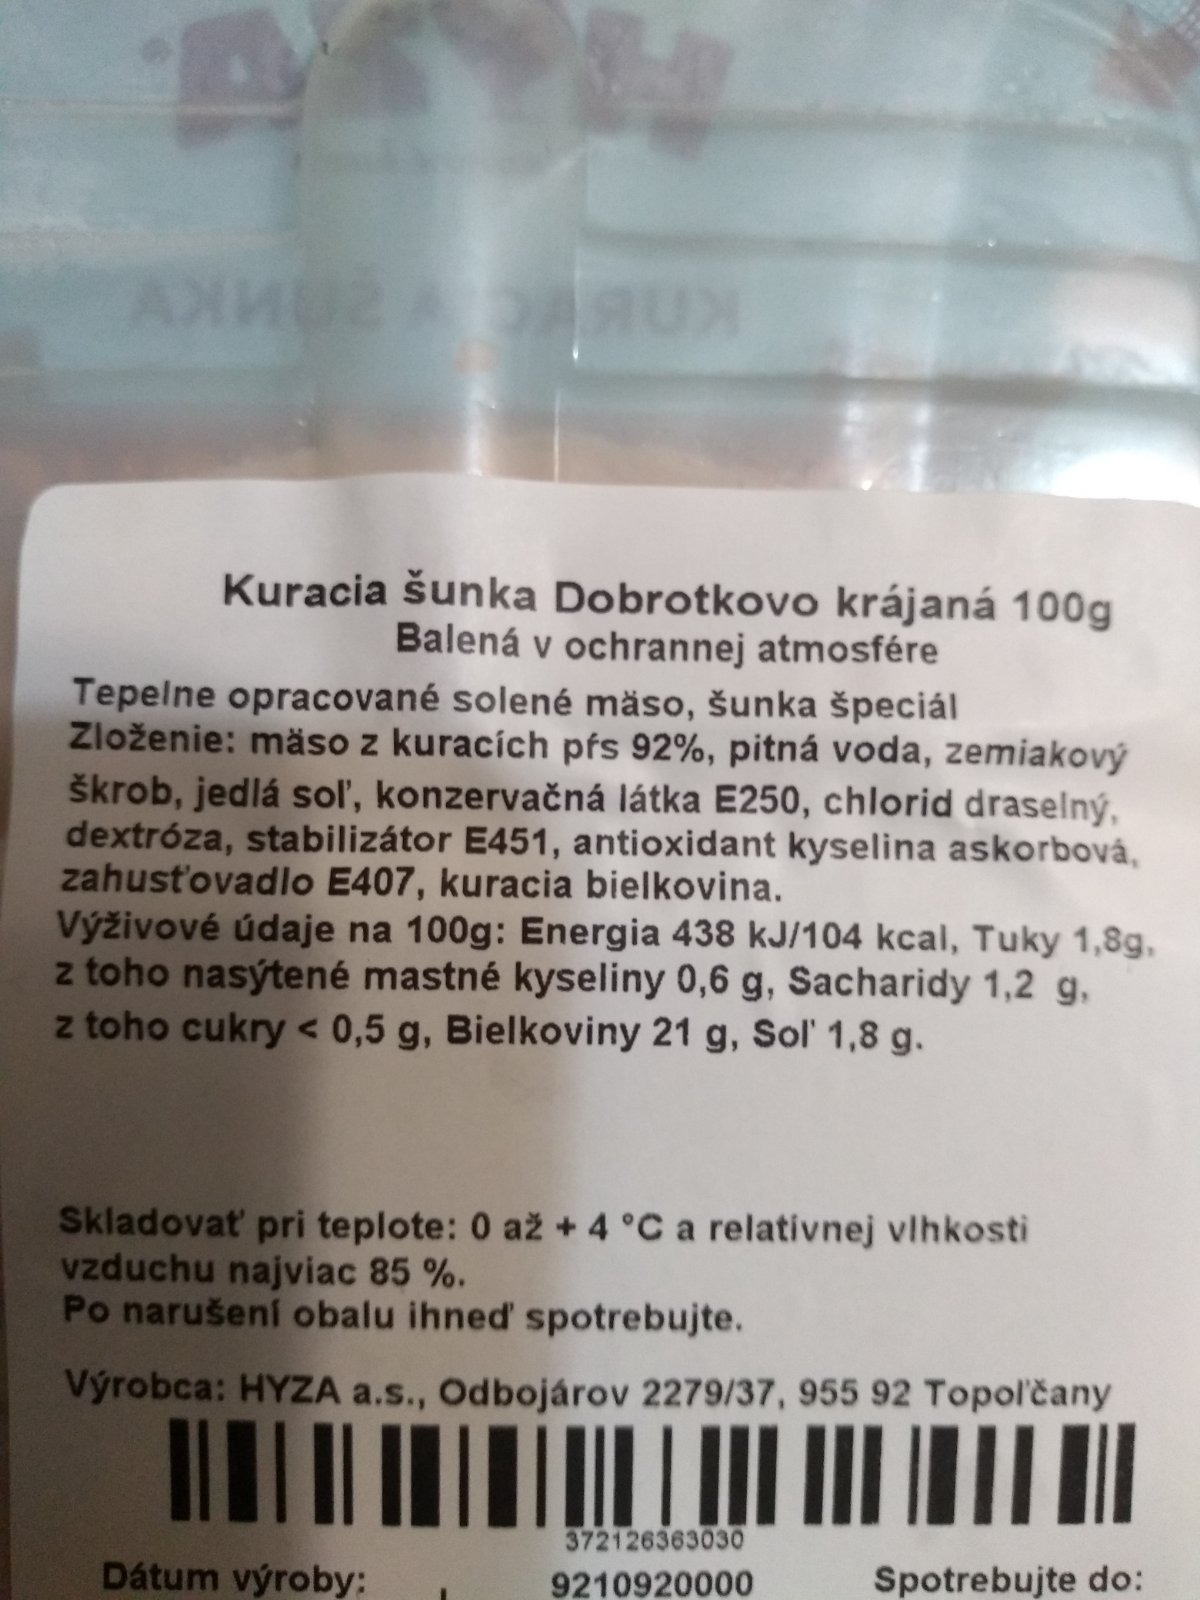 KURACIA ŠUNKA
Kuracia šunka Dobrotkovo krájaná 100g
Balená v ochrannej atmosfére
Tepelne opracované solené mäso, šunka špeciál
Zloženie: mäso z kuracích pŕs 92%, pitná voda, zemiakový
škrob, jedlá soľ, konzervačná látka E250, chlorid draselný,
dextróza, stabilizátor E451, antioxidant kyselina askorbová,
zahusťovadlo E407, kuracia bielkovina.
Výživové údaje na 100g: Energia 438 kJ/104 kcal, Tuky 1,8g,
z toho nasýtené mastné kyseliny 0,6 g, Sacharidy 1,2 g,
z toho cukry < 0,5 g, Bielkoviny 21 g, Soľ 1,8 g.
Skladovať pri teplote: 0 až + 4 °C a relatívnej vlhkosti
vzduchu najviac 85 %.
Po narušení obalu ihneď spotrebujte.
Výrobca: HYZA a.s., Odbojárov 2279/37, 955 92 Topoľčany
372126363030
Dátum výroby: 9210920000 Spotrebujte do: